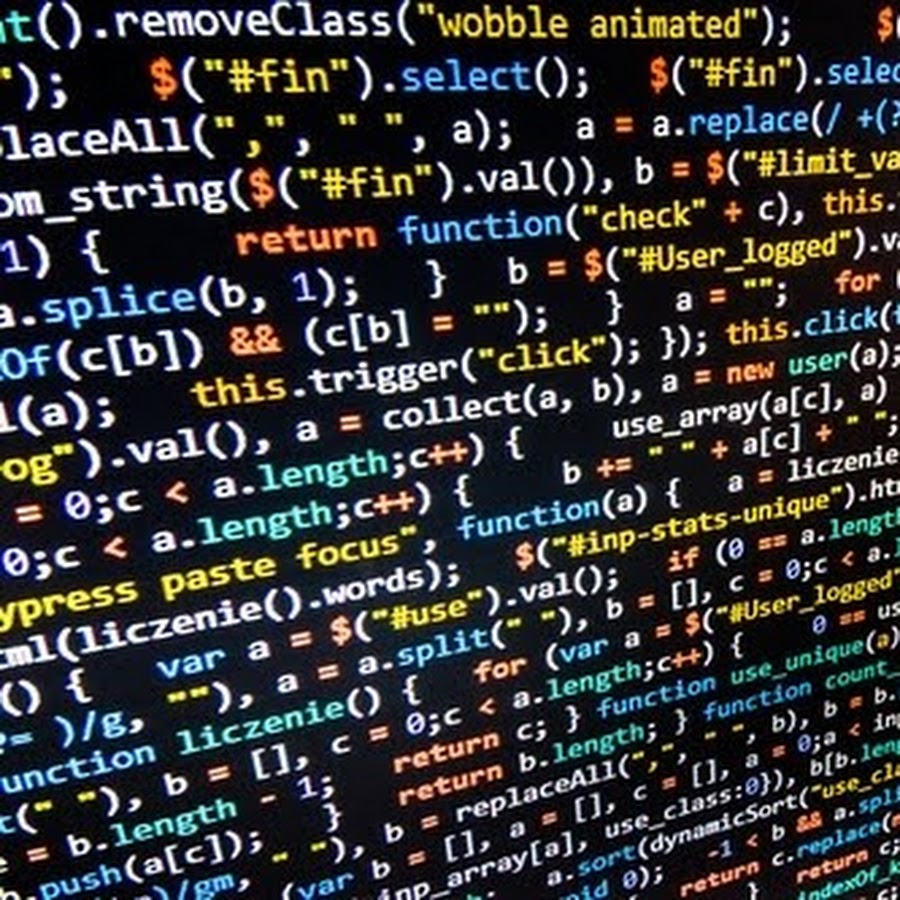 t().removeClass("wobble animated");   $(
");   $("#fin").select();   $("#fin").selec
laceAll(",", " ", a);   a = a.replace(/ +(?
om_string($("#fin").val()), b = $("#limit_va
1) {   return function("check" + c), this.
a.splice(b, 1);   }   b = $("#User_logged").v
Of(c[b]) && (c[b] = "");   }   a = "";   for
l(a);   this.trigger("click"); }); this.click(
og").val(), a = collect(a, b), a = new user(a);
= 0;c < a.length;c++) {   use_array(a[c], a)
0;c < a.length;c++) {   b += " " + a[c] + " ";
ypress paste focus", function(a) {   a = liczenie
ml(liczenie().words);   $("#inp-stats-unique").ht
() {   var a = $("#use").val();   if (0 == a.length
= )/g, ""), a = a.split(" "), b = [], c = 0;c < a.
unction liczenie() {   for (var a = $("#User_logged"
(" "), b = [], c = 0;c < a.length;c++) {   0 == us
= b.length - 1;   return c; } function use_unique(a)
push(a[c]);   }   return b.length; } function count_
)/gm, " "), b = replaceAll(",", " ", b), b = b.
(var b = [], a = [], c = [], a = 0;a < inp
inp_array[a], use_class:0}), b[b.leng
a.sort(dynamicSort("use_cla
0);   -1 < b && a.spli
return c.replace(
}   return c;
indexOf_k